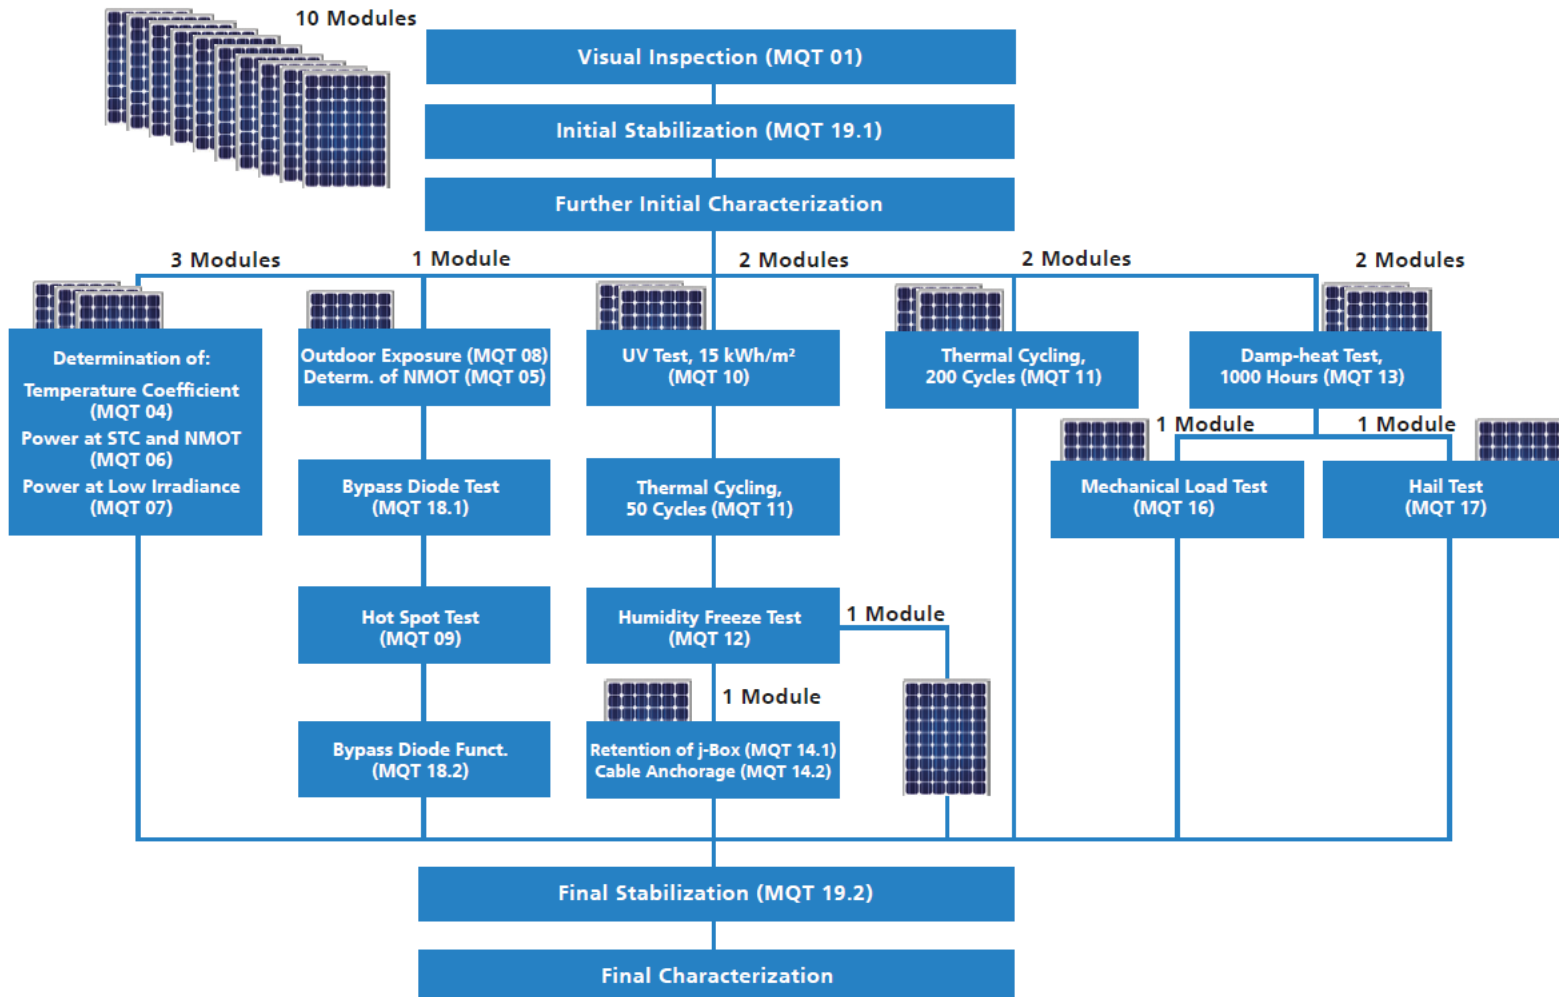 10 Modules
Visual Inspection (MQT 01)
Initial Stabilization (MQT 19.1)
Further Initial Characterization
3 Modules
1 Module
2 Modules
2 Modules
2 Modules
Determination of:
Temperature Coefficient
(MQT 04)
Power at STC and NMOT
(MQT 06)
Power at Low Irradiance
(MQT 07)
Outdoor Exposure (MQT 08)
Determ. of NMOT (MQT 05)
UV Test, 15 kWh/m²
(MQT 10)
Thermal Cycling,
200 Cycles (MQT 11)
Damp-heat Test,
1000 Hours (MQT 13)
1 Module
1 Module
Bypass Diode Test
(MQT 18.1)
Thermal Cycling,
50 Cycles (MQT 11)
Mechanical Load Test
(MQT 16)
Hail Test
(MQT 17)
Hot Spot Test
(MQT 09)
Humidity Freeze Test
(MQT 12)
1 Module
1 Module
Bypass Diode Funct.
(MQT 18.2)
Retention of j-Box (MQT 14.1)
Cable Anchorage (MQT 14.2)
Final Stabilization (MQT 19.2)
Final Characterization